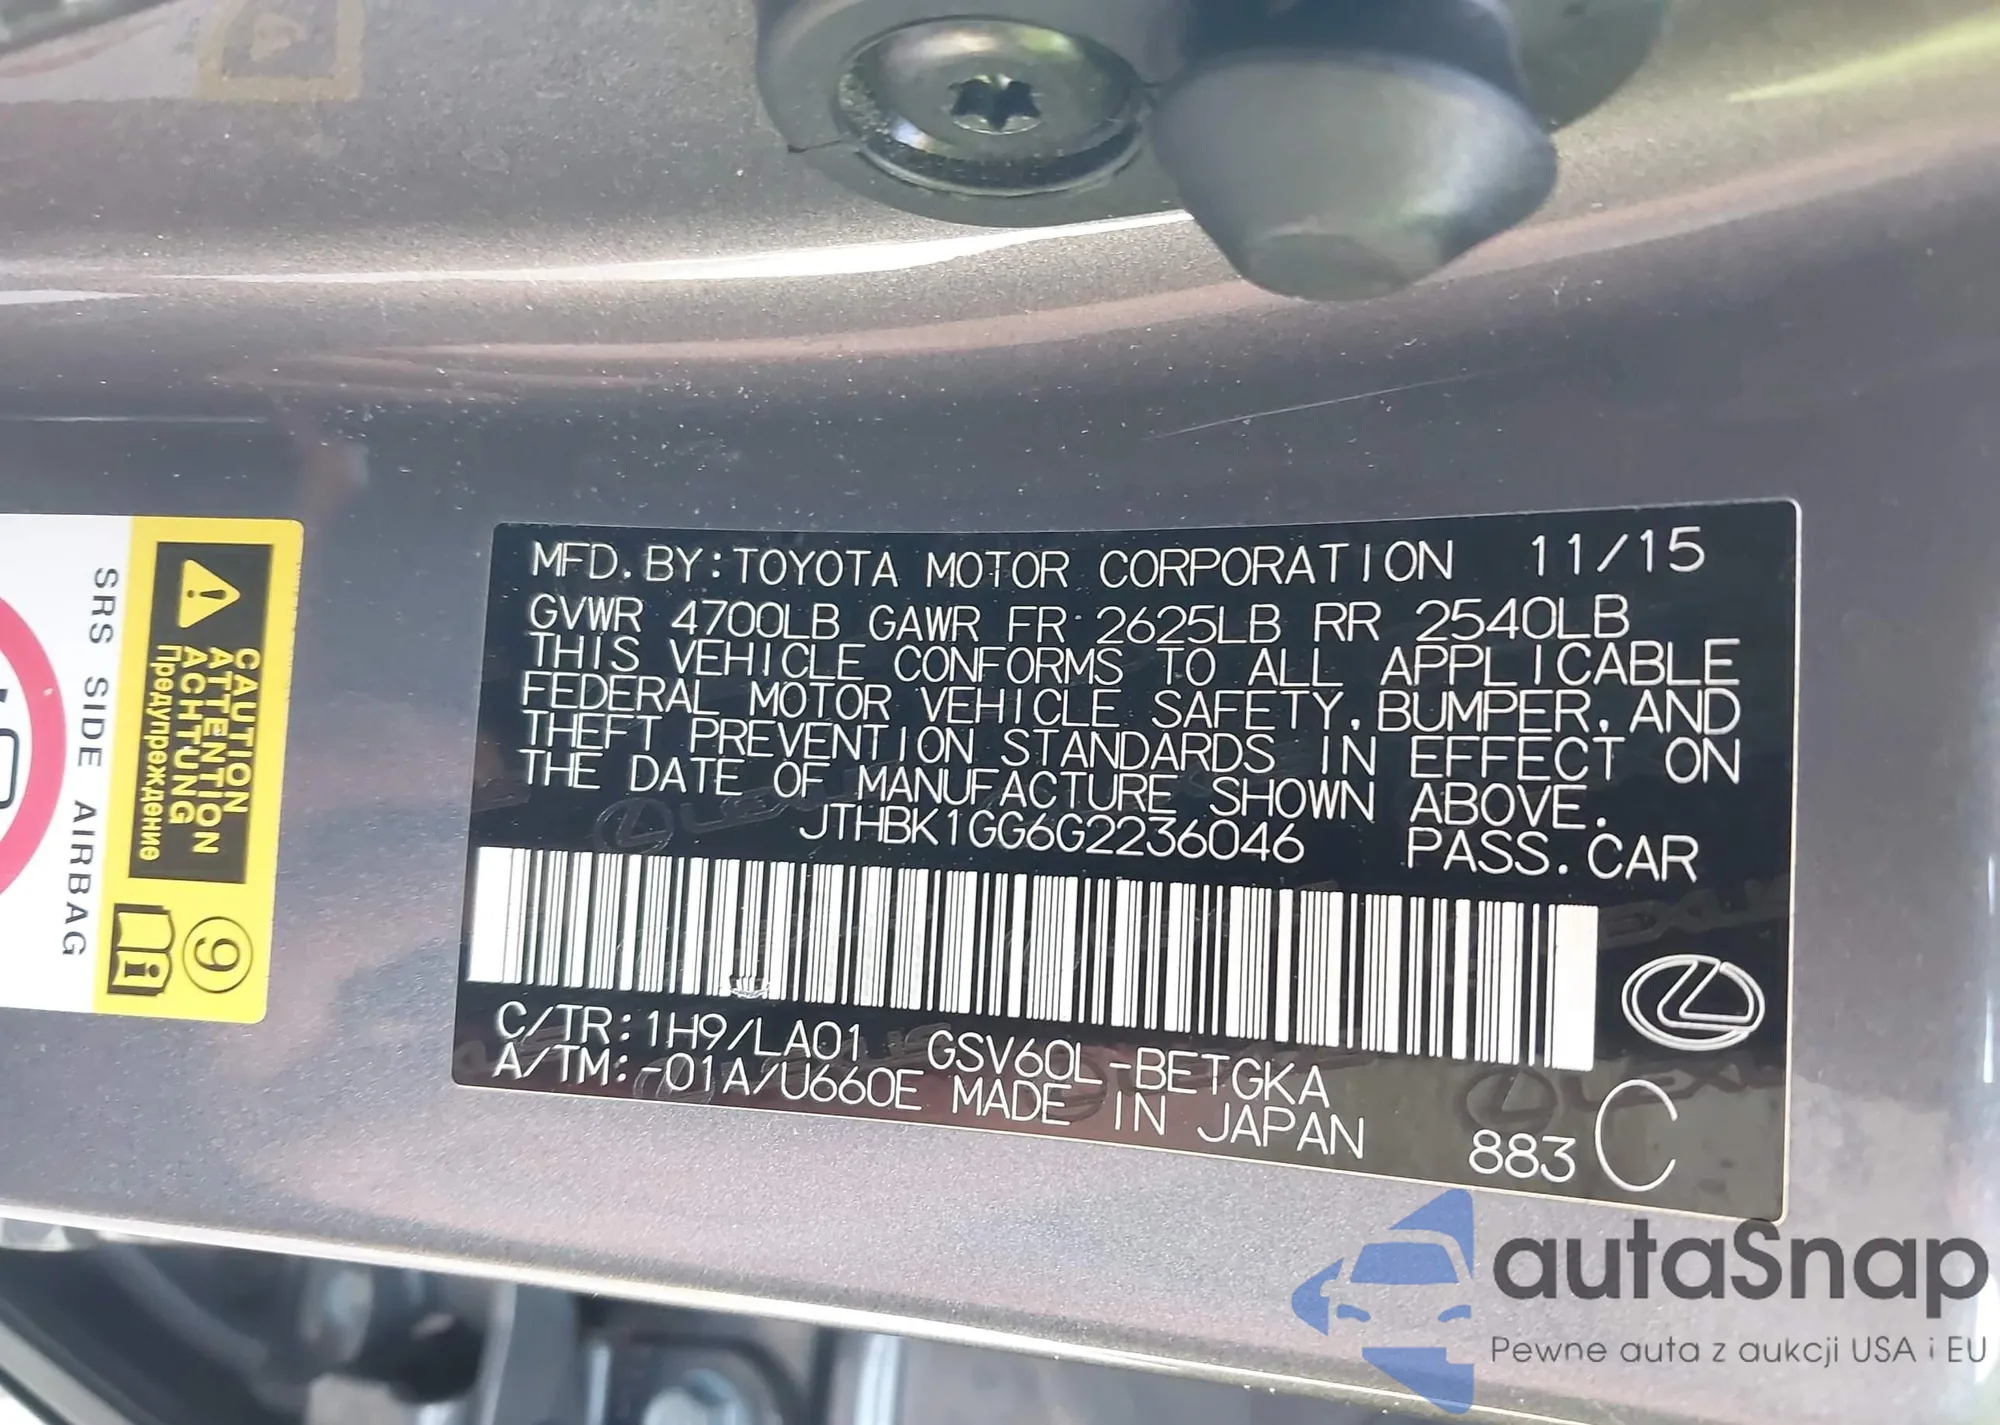 MFD. BY: TOYOTA MOTOR CORPORATION 11/15
GVWR 4700LB GAWR FR 2625LB RR 2540LB
THIS VEHICLE CONFORMS TO ALL APPLICABLE
FEDERAL MOTOR VEHICLE SAFETY, BUMPER, AND
THEFT PREVENTION STANDARDS IN EFFECT ON
THE DATE OF MANUFACTURE SHOWN ABOVE.
JTHBK1GG6G2236046 PASS. CAR
C/TR: 1H9/LA01 GSV60L-BETGKA
A/TM: -01A/U660E MADE IN JAPAN
883 C
CAUTION
ATTENTION
ACHTUNG
Предупреждение
SRS SIDE AIRBAG
9
autaSnap
Pewne auta z aukcji USA i EU